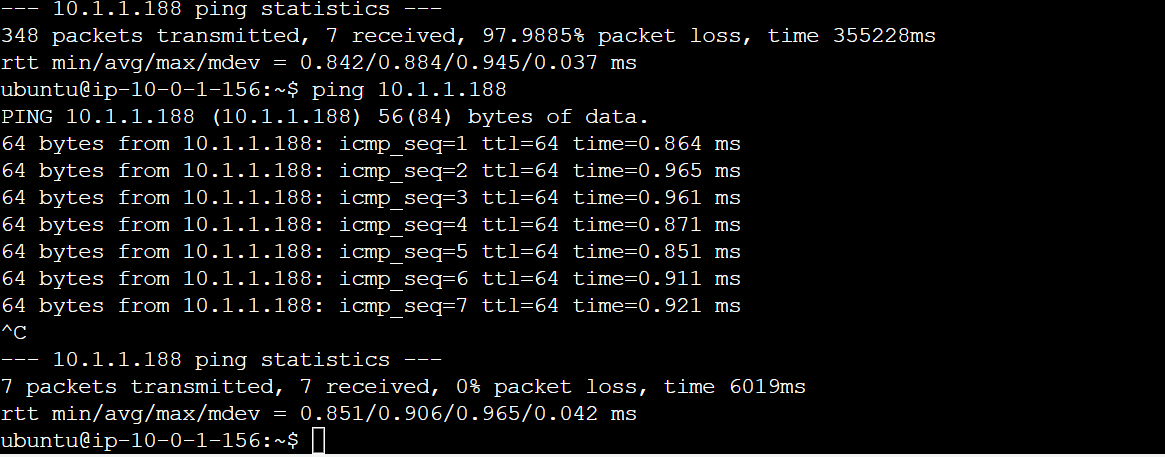 --- 10.1.1.188 ping statistics ---
348 packets transmitted, 7 received, 97.9885% packet loss, time 355228ms
rtt min/avg/max/mdev = 0.842/0.884/0.945/0.037 ms
ubuntu@ip-10-0-1-156:~$ ping 10.1.1.188
PING 10.1.1.188 (10.1.1.188) 56(84) bytes of data.
64 bytes from 10.1.1.188: icmp_seq=1 ttl=64 time=0.864 ms
64 bytes from 10.1.1.188: icmp_seq=2 ttl=64 time=0.965 ms
64 bytes from 10.1.1.188: icmp_seq=3 ttl=64 time=0.961 ms
64 bytes from 10.1.1.188: icmp_seq=4 ttl=64 time=0.871 ms
64 bytes from 10.1.1.188: icmp_seq=5 ttl=64 time=0.851 ms
64 bytes from 10.1.1.188: icmp_seq=6 ttl=64 time=0.911 ms
64 bytes from 10.1.1.188: icmp_seq=7 ttl=64 time=0.921 ms
^C
--- 10.1.1.188 ping statistics ---
7 packets transmitted, 7 received, 0% packet loss, time 6019ms
rtt min/avg/max/mdev = 0.851/0.906/0.965/0.042 ms
ubuntu@ip-10-0-1-156:~$